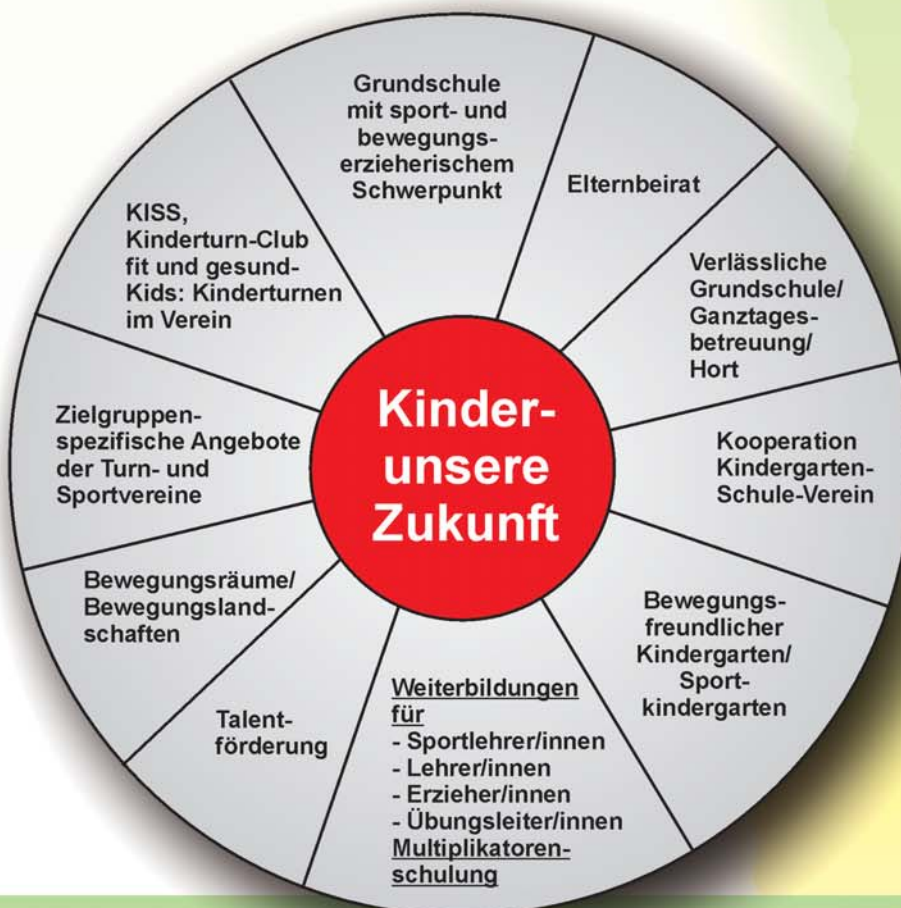 Grundschule
mit sport- und
bewegungs-
erzieherischem
Schwerpunkt
Elternbeirat
Verlässliche
Grundschule/
Ganztages-
betreuung/
Hort
Kooperation
Kindergarten-
Schule-Verein
Bewegungs-
freundlicher
Kindergarten/
Sport-
kindergarten
Weiterbildungen
für
- Sportlehrer/innen
- Lehrer/innen
- Erzieher/innen
- Übungsleiter/innen
Multiplikatoren-
schulung
Talent-
förderung
Bewegungsräume/
Bewegungsland-
schaften
Zielgruppen-
spezifische Angebote
der Turn- und
Sportvereine
KISS,
Kinderturn-Club
fit und gesund-
Kids: Kinderturnen
im Verein
Kinder-
unsere
Zukunft